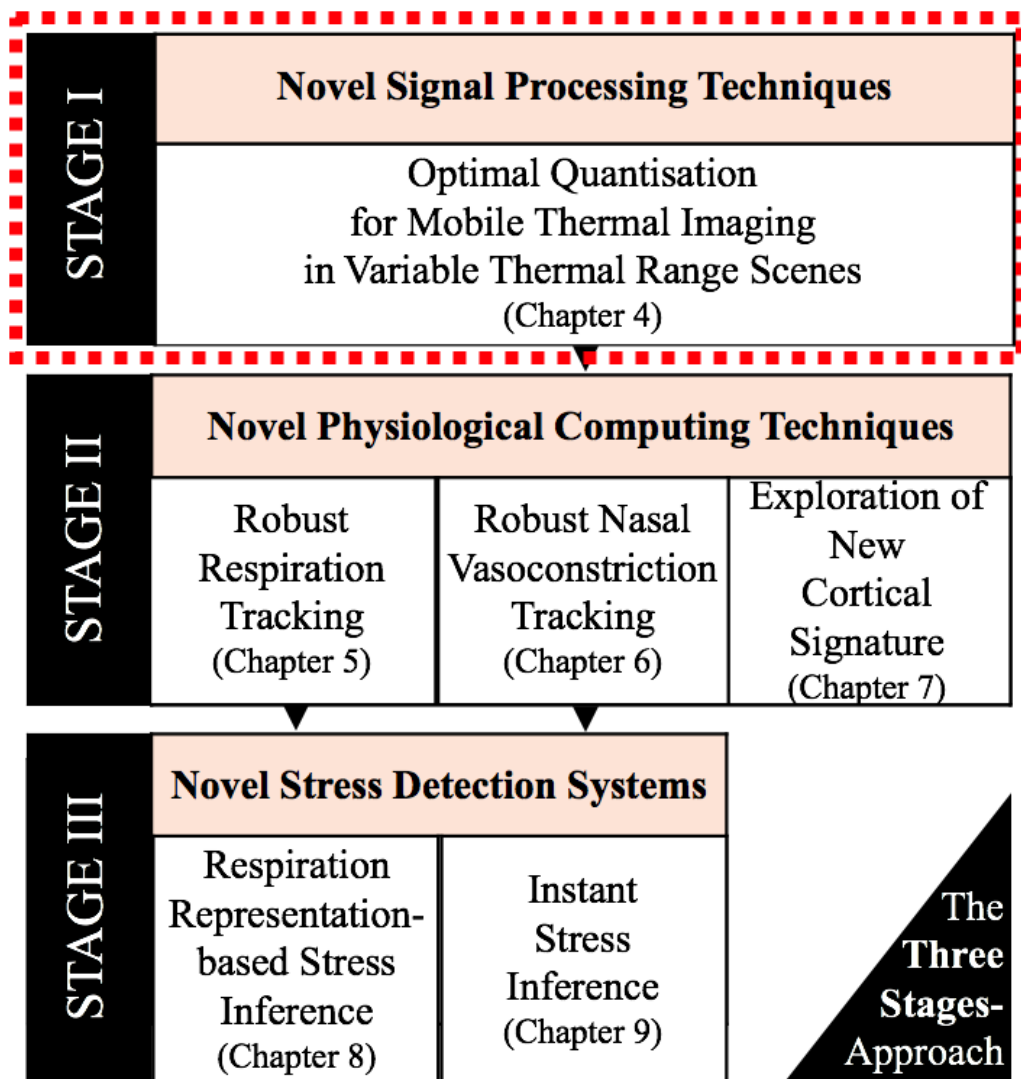 STAGE I
Novel Signal Processing Techniques
Optimal Quantisation
for Mobile Thermal Imaging
in Variable Thermal Range Scenes
(Chapter 4)
STAGE II
Novel Physiological Computing Techniques
Robust
Respiration
Tracking
(Chapter 5)
Robust Nasal
Vasoconstriction
Tracking
(Chapter 6)
Exploration of
New
Cortical
Signature
(Chapter 7)
STAGE III
Novel Stress Detection Systems
Respiration
Representation-
based Stress
Inference
(Chapter 8)
Instant
Stress
Inference
(Chapter 9)
The
Three
Stages-
Approach